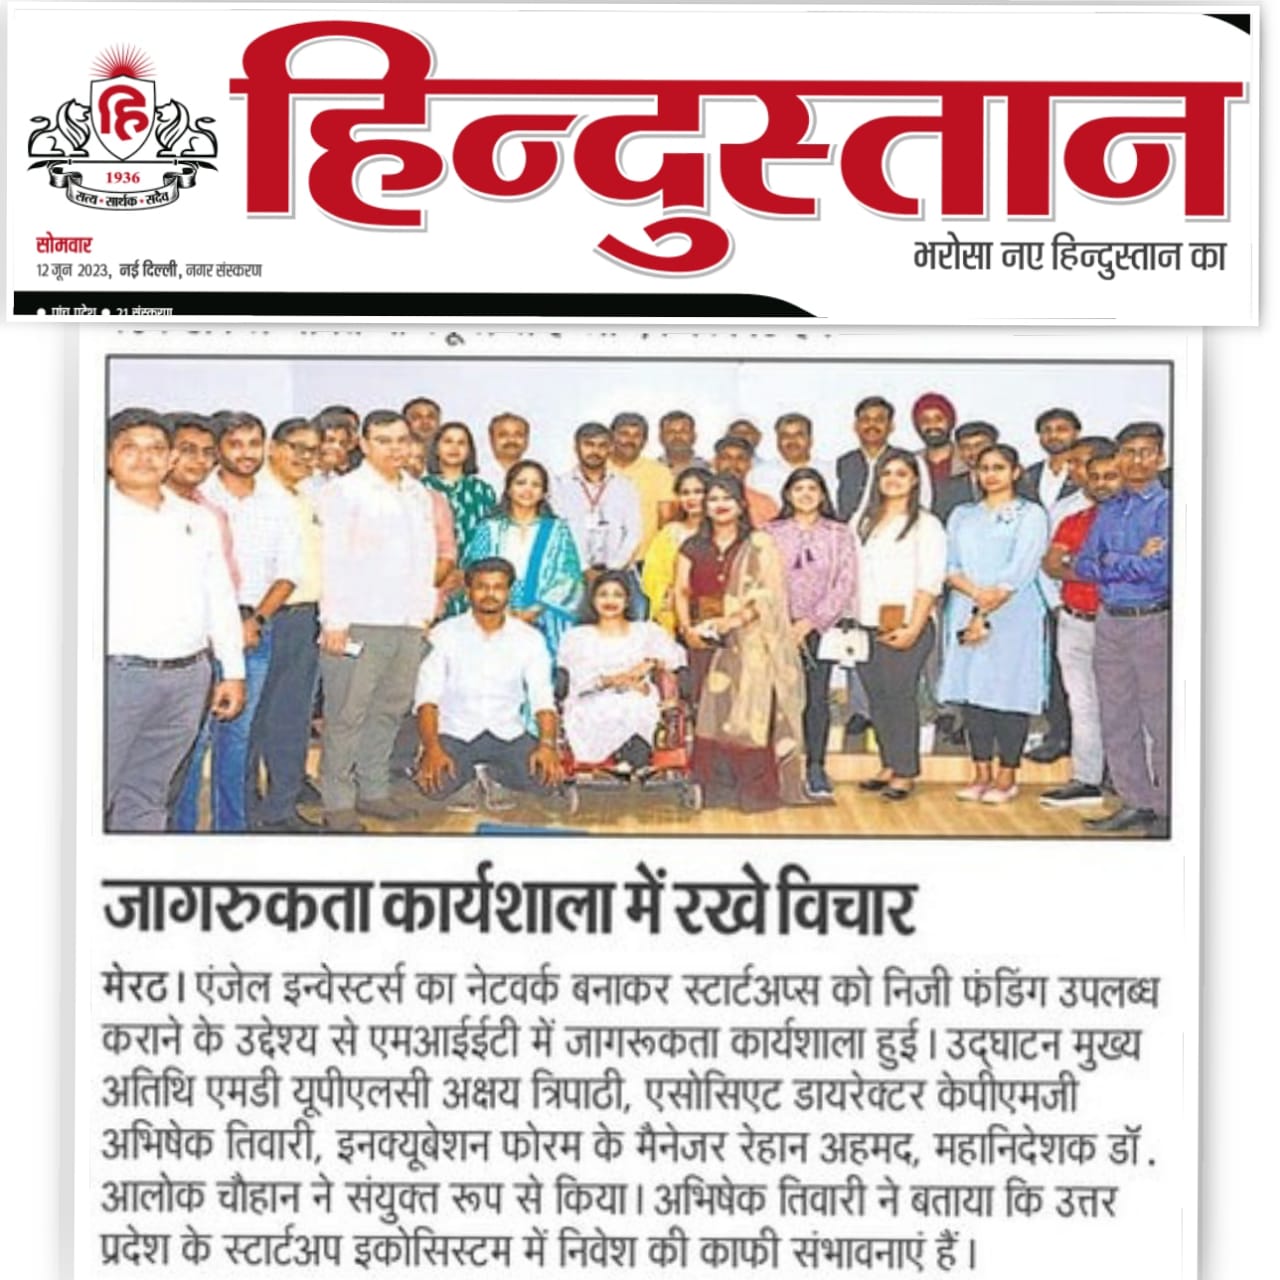 हि
1936
सत्य • सार्थक • सदैव
हिन्दुस्तान
सोमवार
12 जून 2023, नई दिल्ली, नगर संस्करण
भरोसा नए हिन्दुस्तान का
• पांच प्रदेश • 21 संस्करण
जागरुकता कार्यशाला में रखे विचार
मेरठ। एंजेल इन्वेस्टर्स का नेटवर्क बनाकर स्टार्टअप्स को निजी फंडिंग उपलब्ध
कराने के उद्देश्य से एमआईईटी में जागरूकता कार्यशाला हुई। उद्घाटन मुख्य
अतिथि एमडी यूपीएलसी अक्षय त्रिपाठी, एसोसिएट डायरेक्टर केपीएमजी
अभिषेक तिवारी, इनक्यूबेशन फोरम के मैनेजर रेहान अहमद, महानिदेशक डॉ.
आलोक चौहान ने संयुक्त रूप से किया। अभिषेक तिवारी ने बताया कि उत्तर
प्रदेश के स्टार्टअप इकोसिस्टम में निवेश की काफी संभावनाएं हैं।